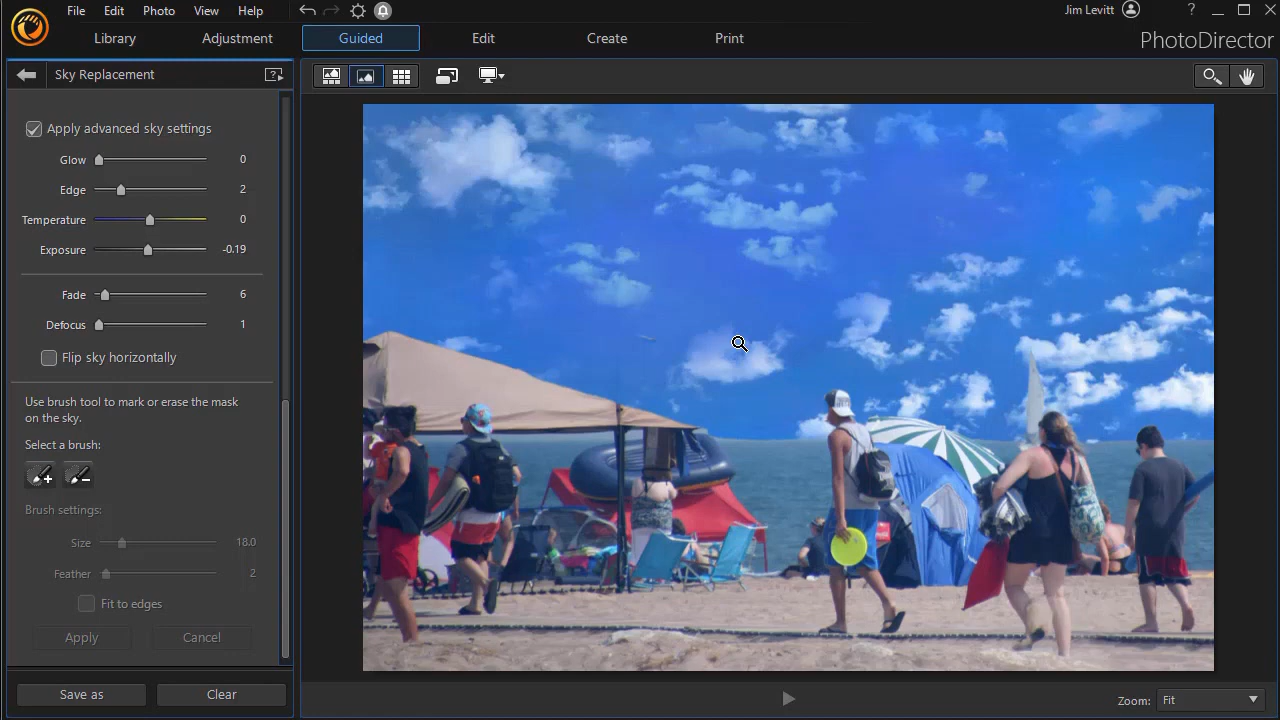 File Edit Photo View Help
Jim Levitt
?
Library Adjustment Guided Edit Create Print
PhotoDirector
Sky Replacement
Apply advanced sky settings
Glow 0
Edge 2
Temperature 0
Exposure -0.19
Fade 6
Defocus 1
Flip sky horizontally
Use brush tool to mark or erase the mask
on the sky.
Select a brush:
Brush settings:
Size 18.0
Feather 2
Fit to edges
Apply Cancel
Save as Clear
Zoom: Fit